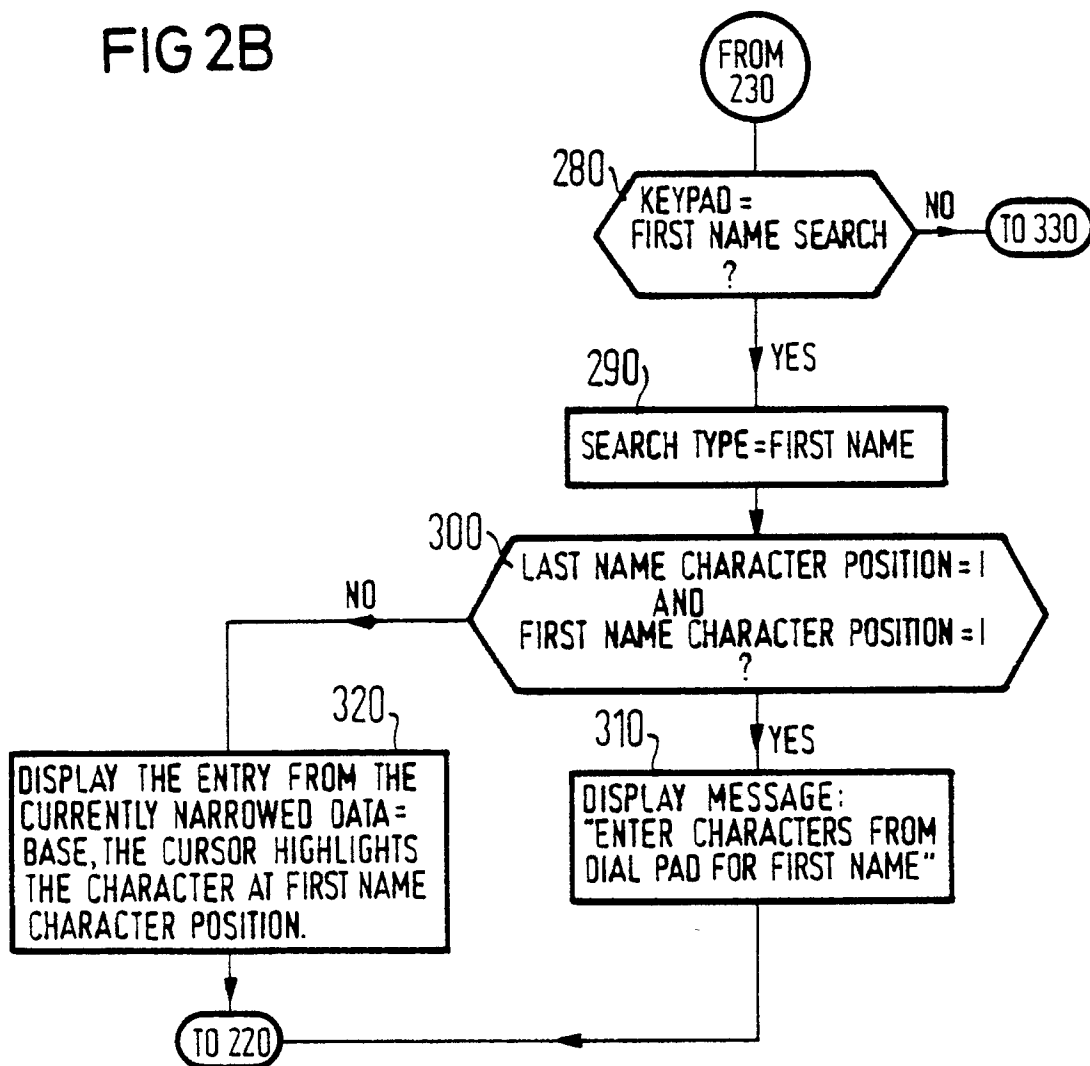 FIG 2B
FROM
230
280
KEYPAD =
FIRST NAME SEARCH
?
NO
TO 330
YES
290
SEARCH TYPE=FIRST NAME
300
LAST NAME CHARACTER POSITION = 1
AND
FIRST NAME CHARACTER POSITION = 1
?
NO
YES
320
DISPLAY THE ENTRY FROM THE
CURRENTLY NARROWED DATA=
BASE, THE CURSOR HIGHLIGHTS
THE CHARACTER AT FIRST NAME
CHARACTER POSITION.
310
DISPLAY MESSAGE:
"ENTER CHARACTERS FROM
DIAL PAD FOR FIRST NAME"
TO 220